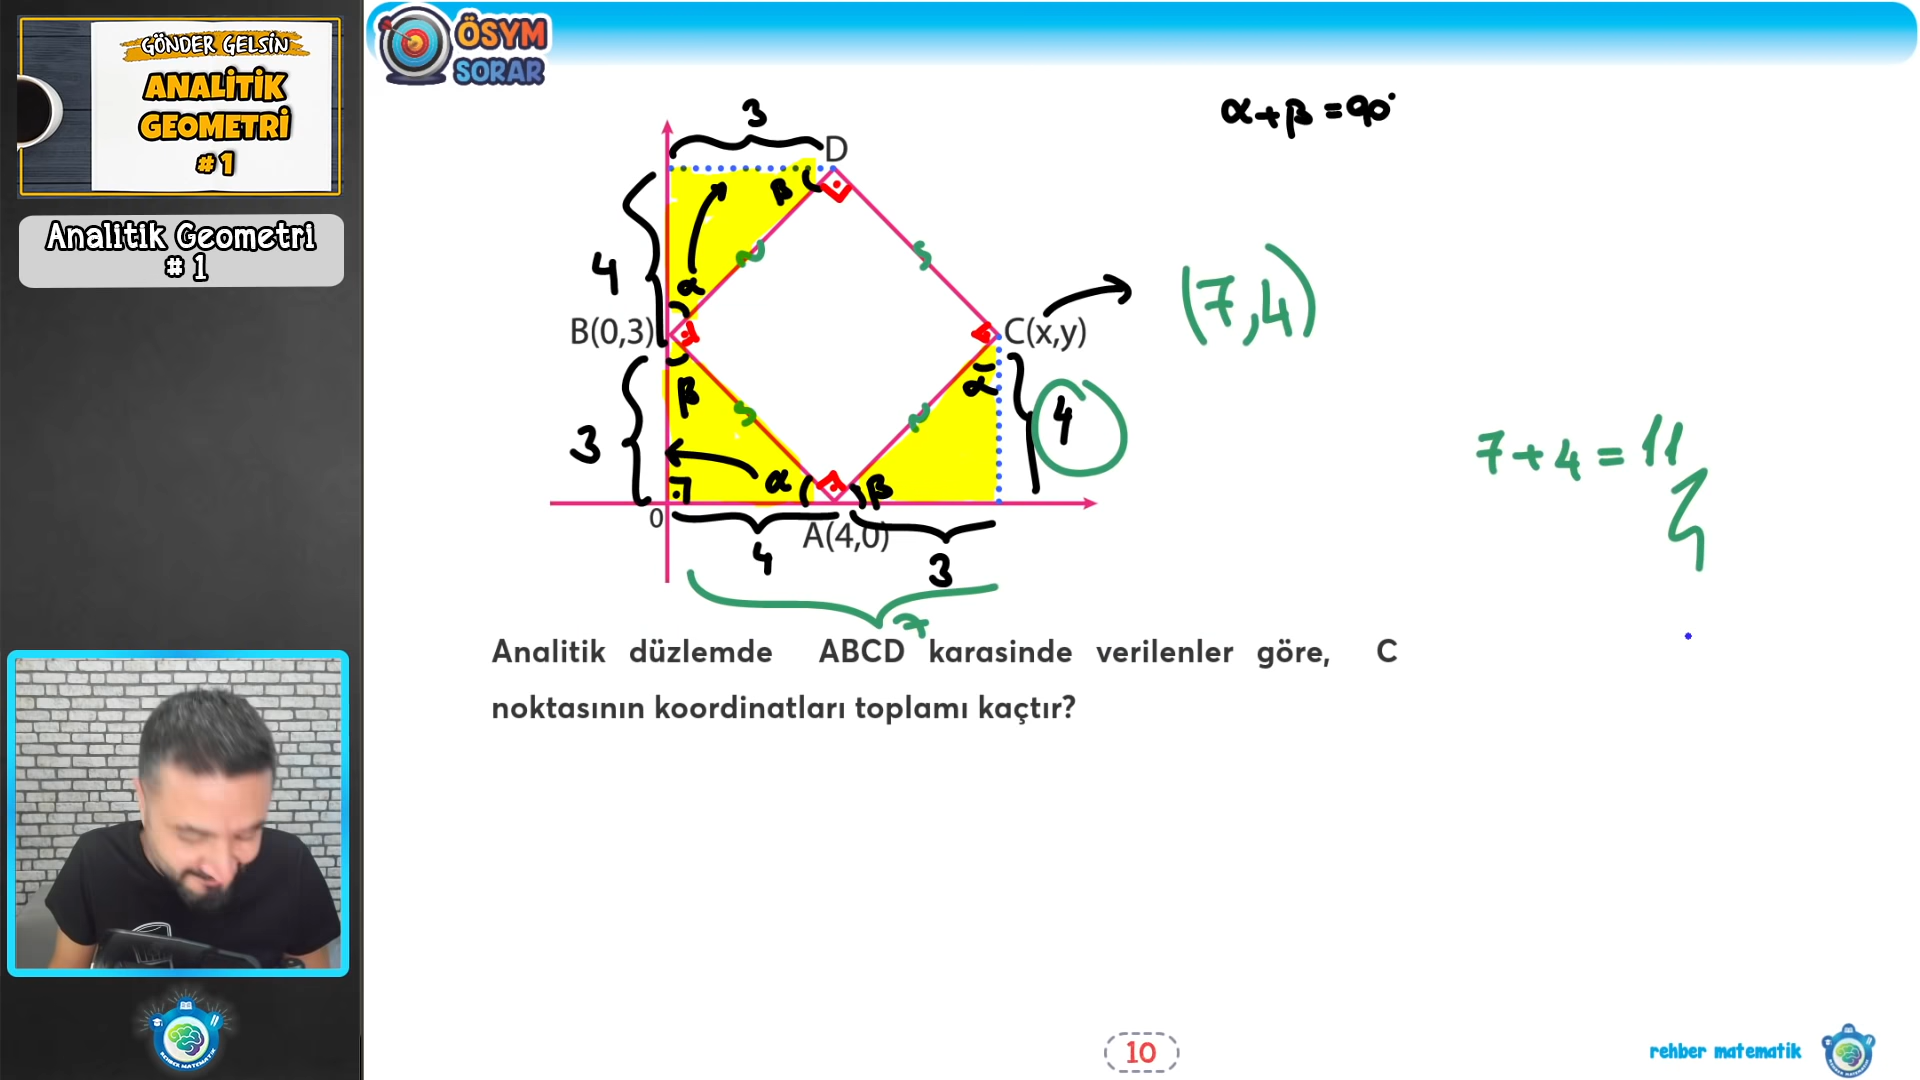 GÖNDER GELSİN
ANALİTİK
GEOMETRİ
#1
Analitik Geometri
# 1
ÖSYM
SORAR
α+β=90°
3
D
β
4
α
B(0,3)
C(x,y)
(7,4)
β
α
4
3
7+4=11
α
β
0
A(4,0)
4
3
7
Analitik düzlemde ABCD karasinde verilenler göre, C
noktasının koordinatları toplamı kaçtır?
REHBER MATEMATİK
10
rehber matematik